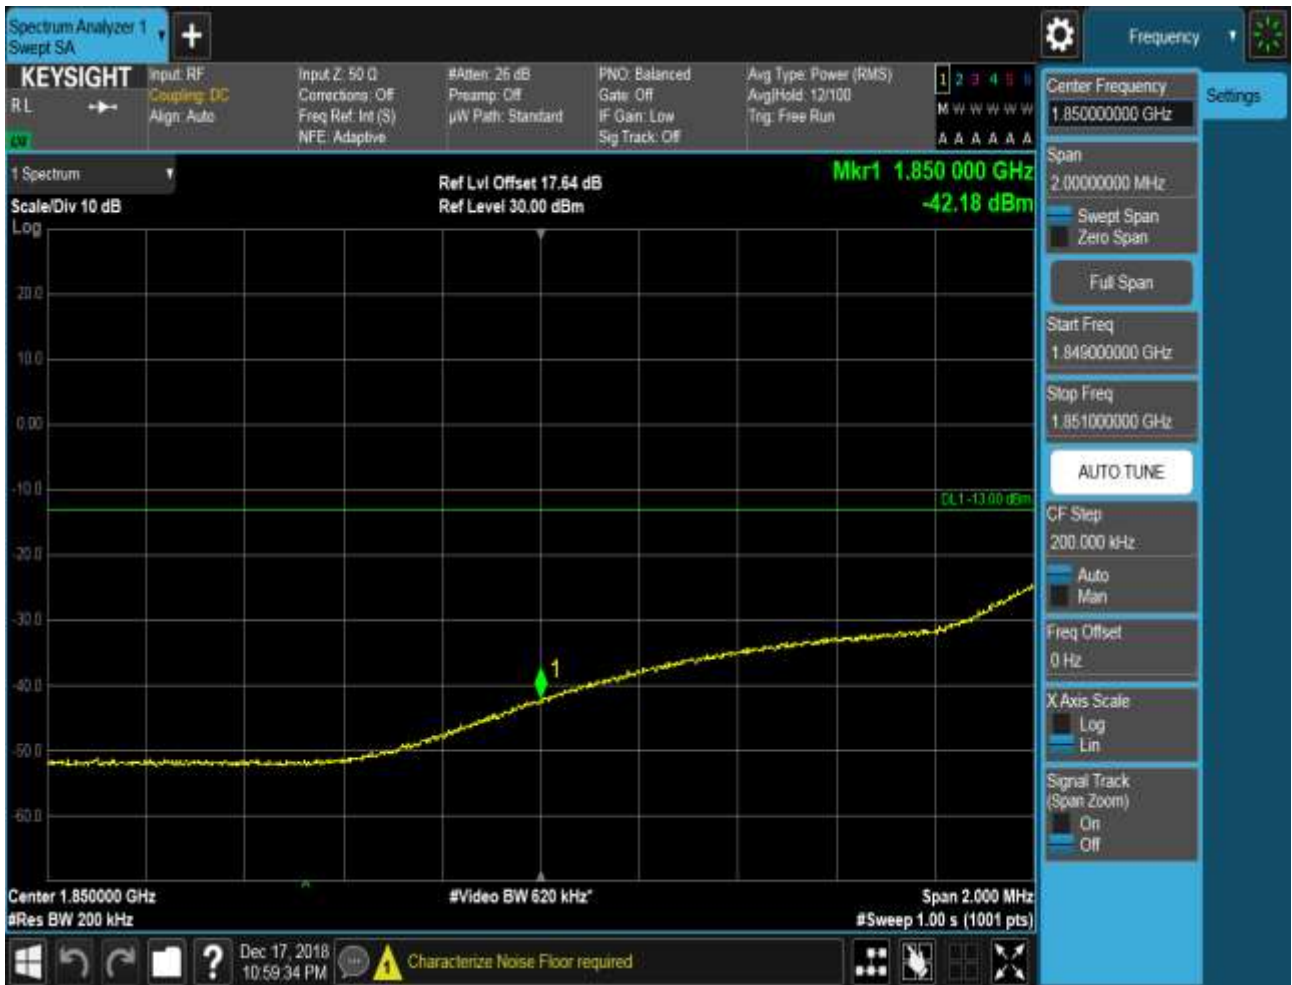 Spectrum Analyzer 1
Swept SA
+
Frequency
KEYSIGHT
RL
LXI
Input: RF
Coupling: DC
Align: Auto
Input Z: 50 Ω
Corrections: Off
Freq Ref: Int (S)
NFE: Adaptive
#Atten: 26 dB
Preamp: Off
µW Path: Standard
PNO: Balanced
Gate: Off
IF Gain: Low
Sig Track: Off
Avg Type: Power (RMS)
Avg|Hold: 12/100
Trig: Free Run
1 2 3 4 5 6
M W W W W W
A A A A A A
1 Spectrum
Scale/Div 10 dB
Log
Ref Lvl Offset 17.64 dB
Ref Level 30.00 dBm
Mkr1 1.850 000 GHz
-42.18 dBm
20.0
10.0
0.00
-10.0
DL1 -13.00 dBm
-20.0
-30.0
1
-40.0
-50.0
-60.0
Center 1.850000 GHz
#Res BW 200 kHz
#Video BW 620 kHz*
Span 2.000 MHz
#Sweep 1.00 s (1001 pts)
Center Frequency
1.850000000 GHz
Settings
Span
2.00000000 MHz
Swept Span
Zero Span
Full Span
Start Freq
1.849000000 GHz
Stop Freq
1.851000000 GHz
AUTO TUNE
CF Step
200.000 kHz
Auto
Man
Freq Offset
0 Hz
X Axis Scale
Log
Lin
Signal Track
(Span Zoom)
On
Off
?
Dec 17, 2018
10:59:34 PM
1
Characterize Noise Floor required